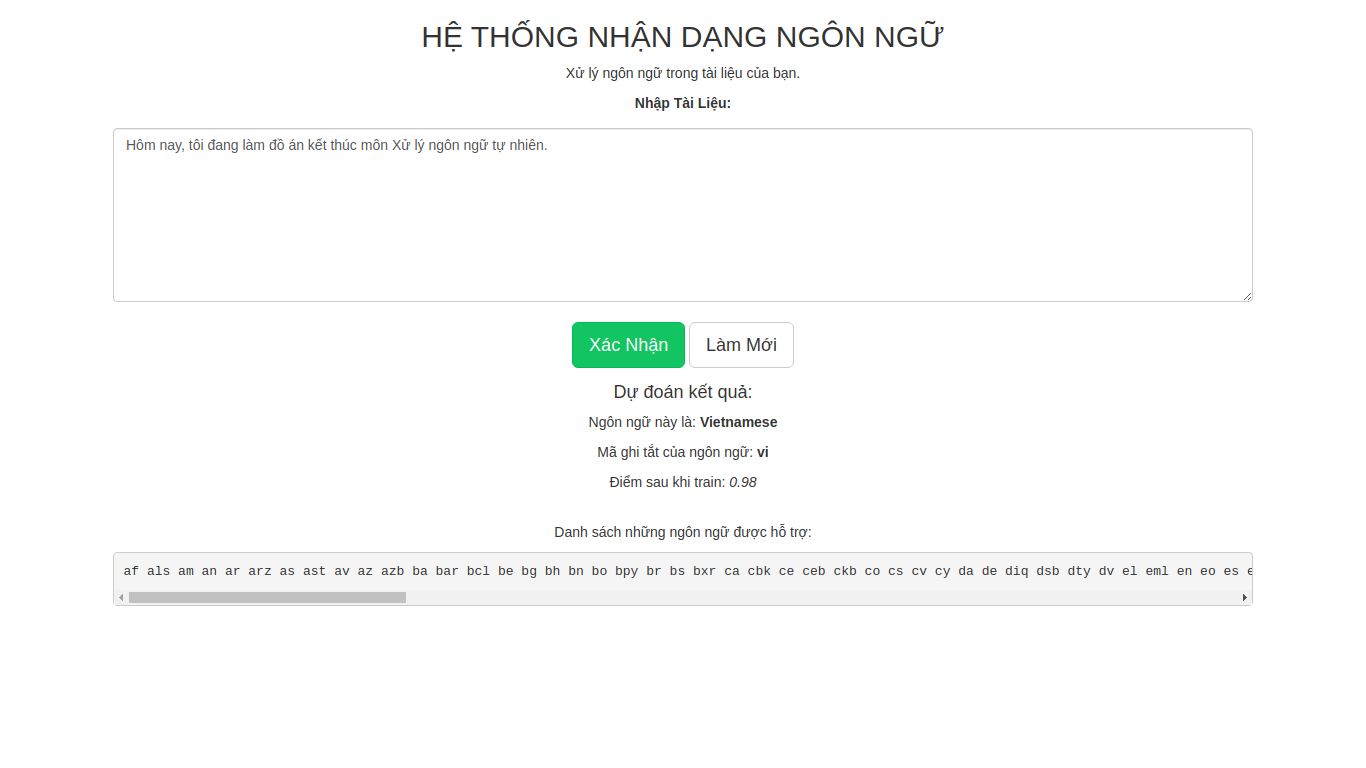 HỆ THỐNG NHẬN DẠNG NGÔN NGỮ
Xử lý ngôn ngữ trong tài liệu của bạn.
Nhập Tài Liệu:
Hôm nay, tôi đang làm đồ án kết thúc môn Xử lý ngôn ngữ tự nhiên.
Xác Nhận Làm Mới
Dự đoán kết quả:
Ngôn ngữ này là: Vietnamese
Mã ghi tắt của ngôn ngữ: vi
Điểm sau khi train: 0.98
Danh sách những ngôn ngữ được hỗ trợ:
af als am an ar arz as ast av az azb ba bar bcl be bg bh bn bo bpy br bs bxr ca cbk ce ceb ckb co cs cv cy da de diq dsb dty dv el eml en eo es